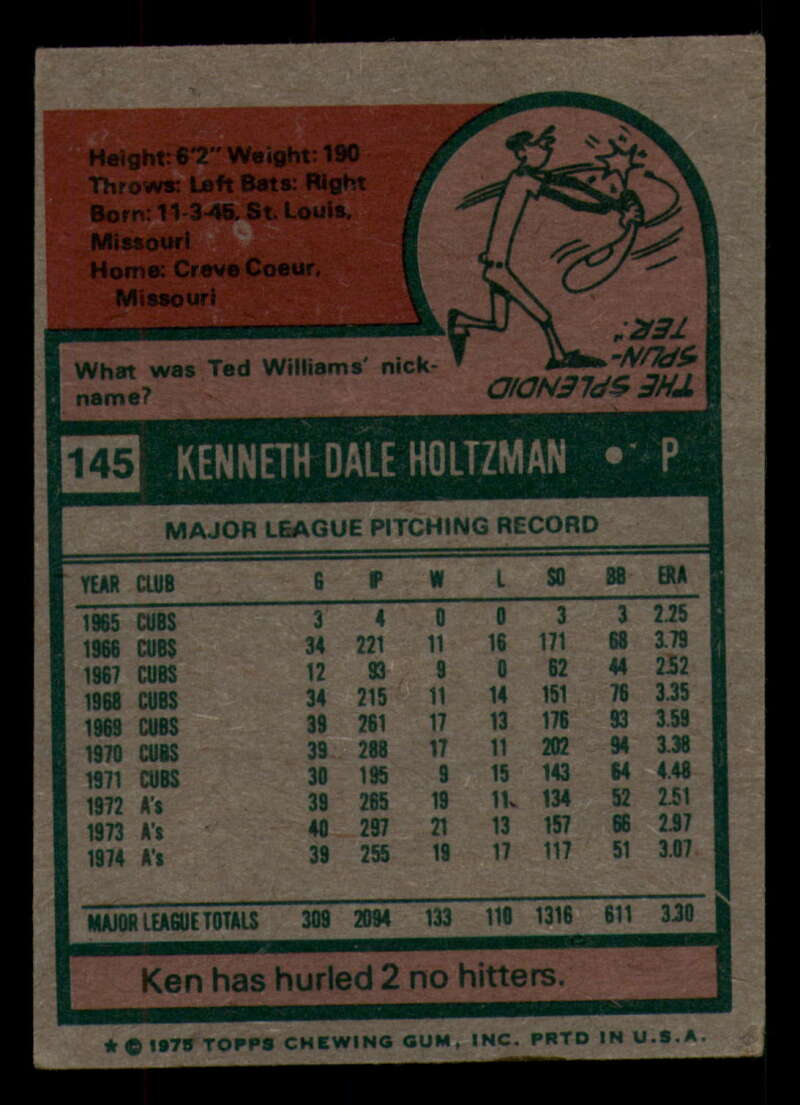 Height: 6'2" Weight: 190
Throws: Left Bats: Right
Born: 11-3-45, St. Louis,
Missouri
Home: Creve Coeur,
Missouri
What was Ted Williams' nick-
name?
"THE SPLENDID
SPLIN-
TER."
145 KENNETH DALE HOLTZMAN • P
MAJOR LEAGUE PITCHING RECORD
YEAR CLUB G IP W L SO BB ERA
1965 CUBS 3 4 0 0 3 3 2.25
1966 CUBS 34 221 11 16 171 68 3.79
1967 CUBS 12 93 9 0 62 44 2.52
1968 CUBS 34 215 11 14 151 76 3.35
1969 CUBS 39 261 17 13 176 93 3.59
1970 CUBS 39 288 17 11 202 94 3.38
1971 CUBS 30 195 9 15 143 64 4.48
1972 A's 39 265 19 11 134 52 2.51
1973 A's 40 297 21 13 157 66 2.97
1974 A's 39 255 19 17 117 51 3.07
MAJOR LEAGUE TOTALS 309 2094 133 110 1316 611 3.30
Ken has hurled 2 no hitters.
★ © 1975 TOPPS CHEWING GUM, INC. PRTD IN U.S.A.